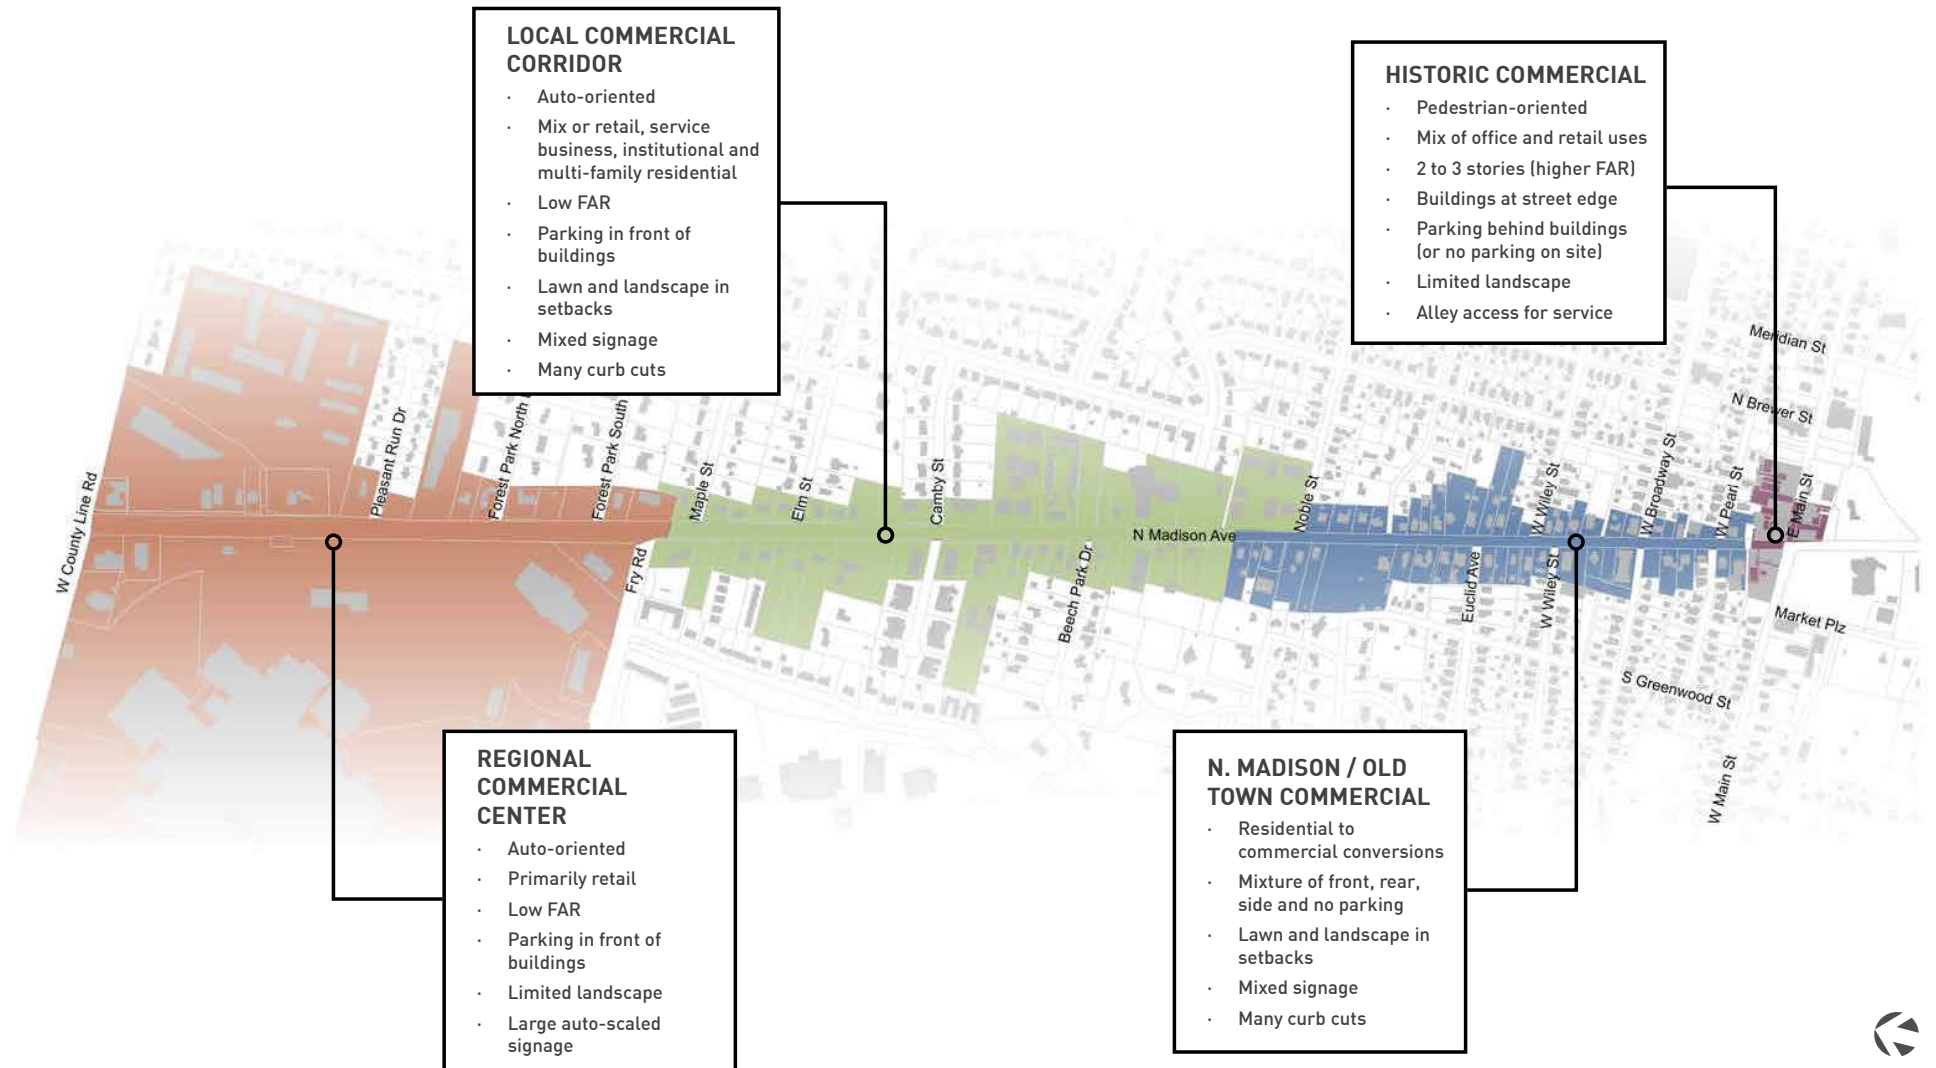 LOCAL COMMERCIAL
CORRIDOR
· Auto-oriented
· Mix or retail, service
business, institutional and
multi-family residential
· Low FAR
· Parking in front of
buildings
· Lawn and landscape in
setbacks
· Mixed signage
· Many curb cuts
HISTORIC COMMERCIAL
· Pedestrian-oriented
· Mix of office and retail uses
· 2 to 3 stories (higher FAR)
· Buildings at street edge
· Parking behind buildings
(or no parking on site)
· Limited landscape
· Alley access for service
Meridian St
N Brewer St
W County Line Rd
Pleasant Run Dr
Forest Park North
Forest Park South
Maple St
Elm St
Camby St
Noble St
W Wiley St
W Broadway St
W Pearl St
E Main St
N Madison Ave
Fry Rd
Beech Park Dr
Euclid Ave
W Wiley St
Market Plz
S Greenwood St
W Main St
REGIONAL
COMMERCIAL
CENTER
· Auto-oriented
· Primarily retail
· Low FAR
· Parking in front of
buildings
· Limited landscape
· Large auto-scaled
signage
N. MADISON / OLD
TOWN COMMERCIAL
· Residential to
commercial conversions
· Mixture of front, rear,
side and no parking
· Lawn and landscape in
setbacks
· Mixed signage
· Many curb cuts